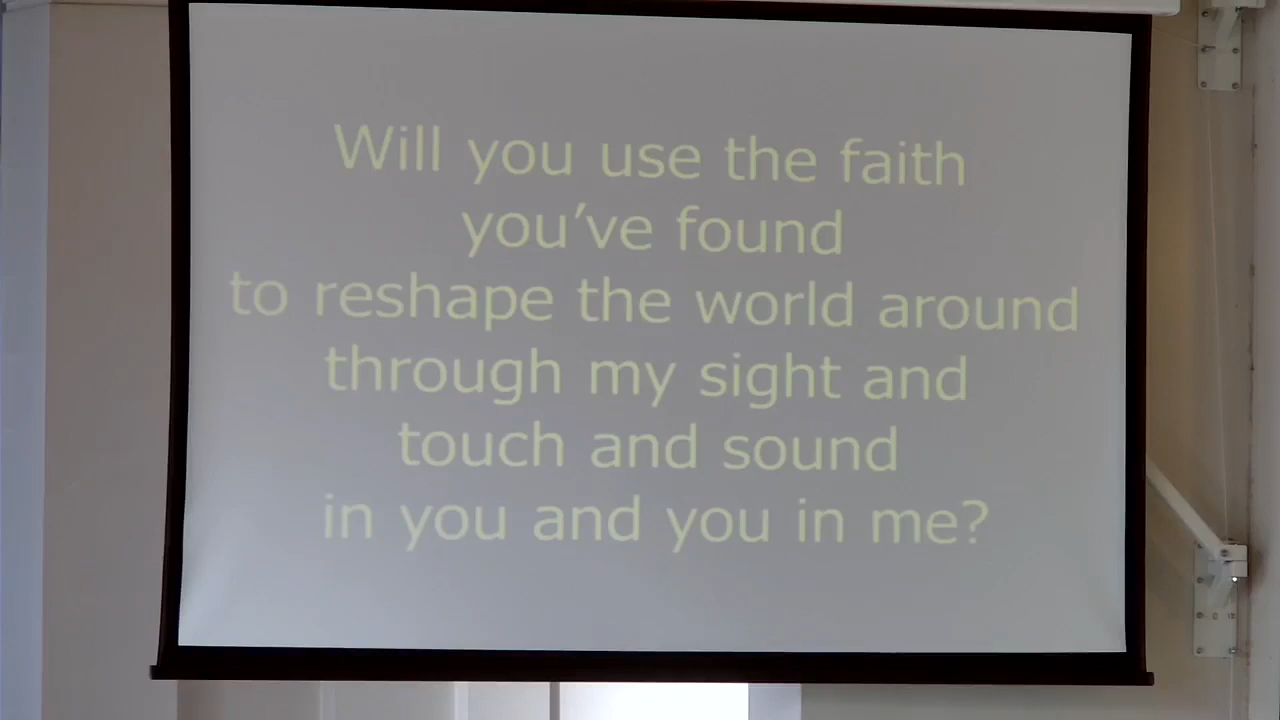 Will you use the faith
you’ve found
to reshape the world around
through my sight and
touch and sound
in you and you in me?